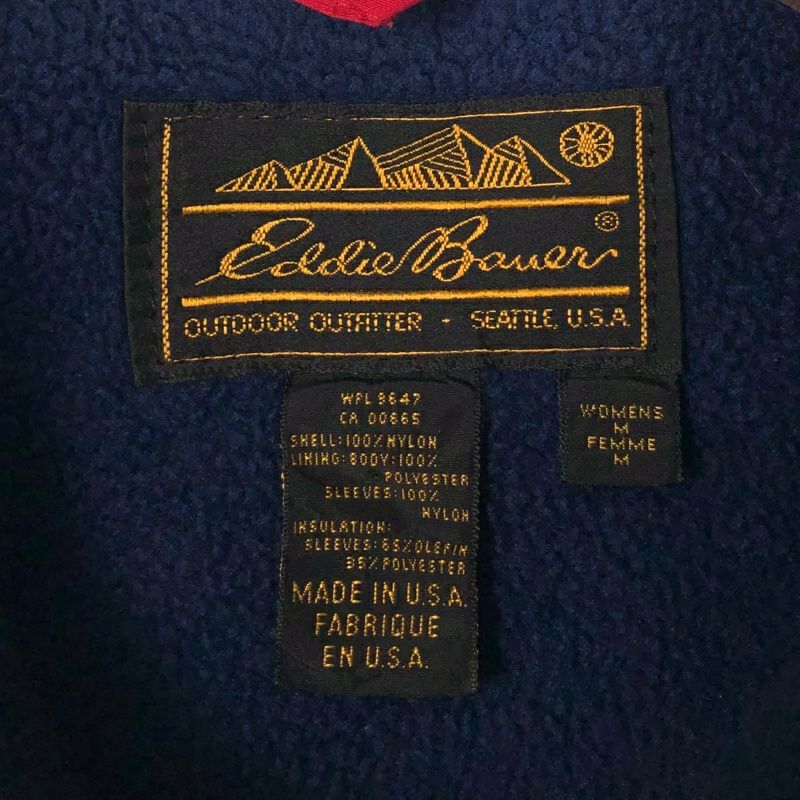 Eddie Bauer ®
OUTDOOR OUTFITTER - SEATTLE, U.S.A.
WPL 8647
CA 00865
SHELL: 100% NYLON
LINING: BODY: 100%
POLYESTER
SLEEVES: 100%
NYLON
INSULATION:
SLEEVES: 65% OLEFIN
35% POLYESTER
MADE IN U.S.A.
FABRIQUE
EN U.S.A.
WOMENS
M
FEMME
M